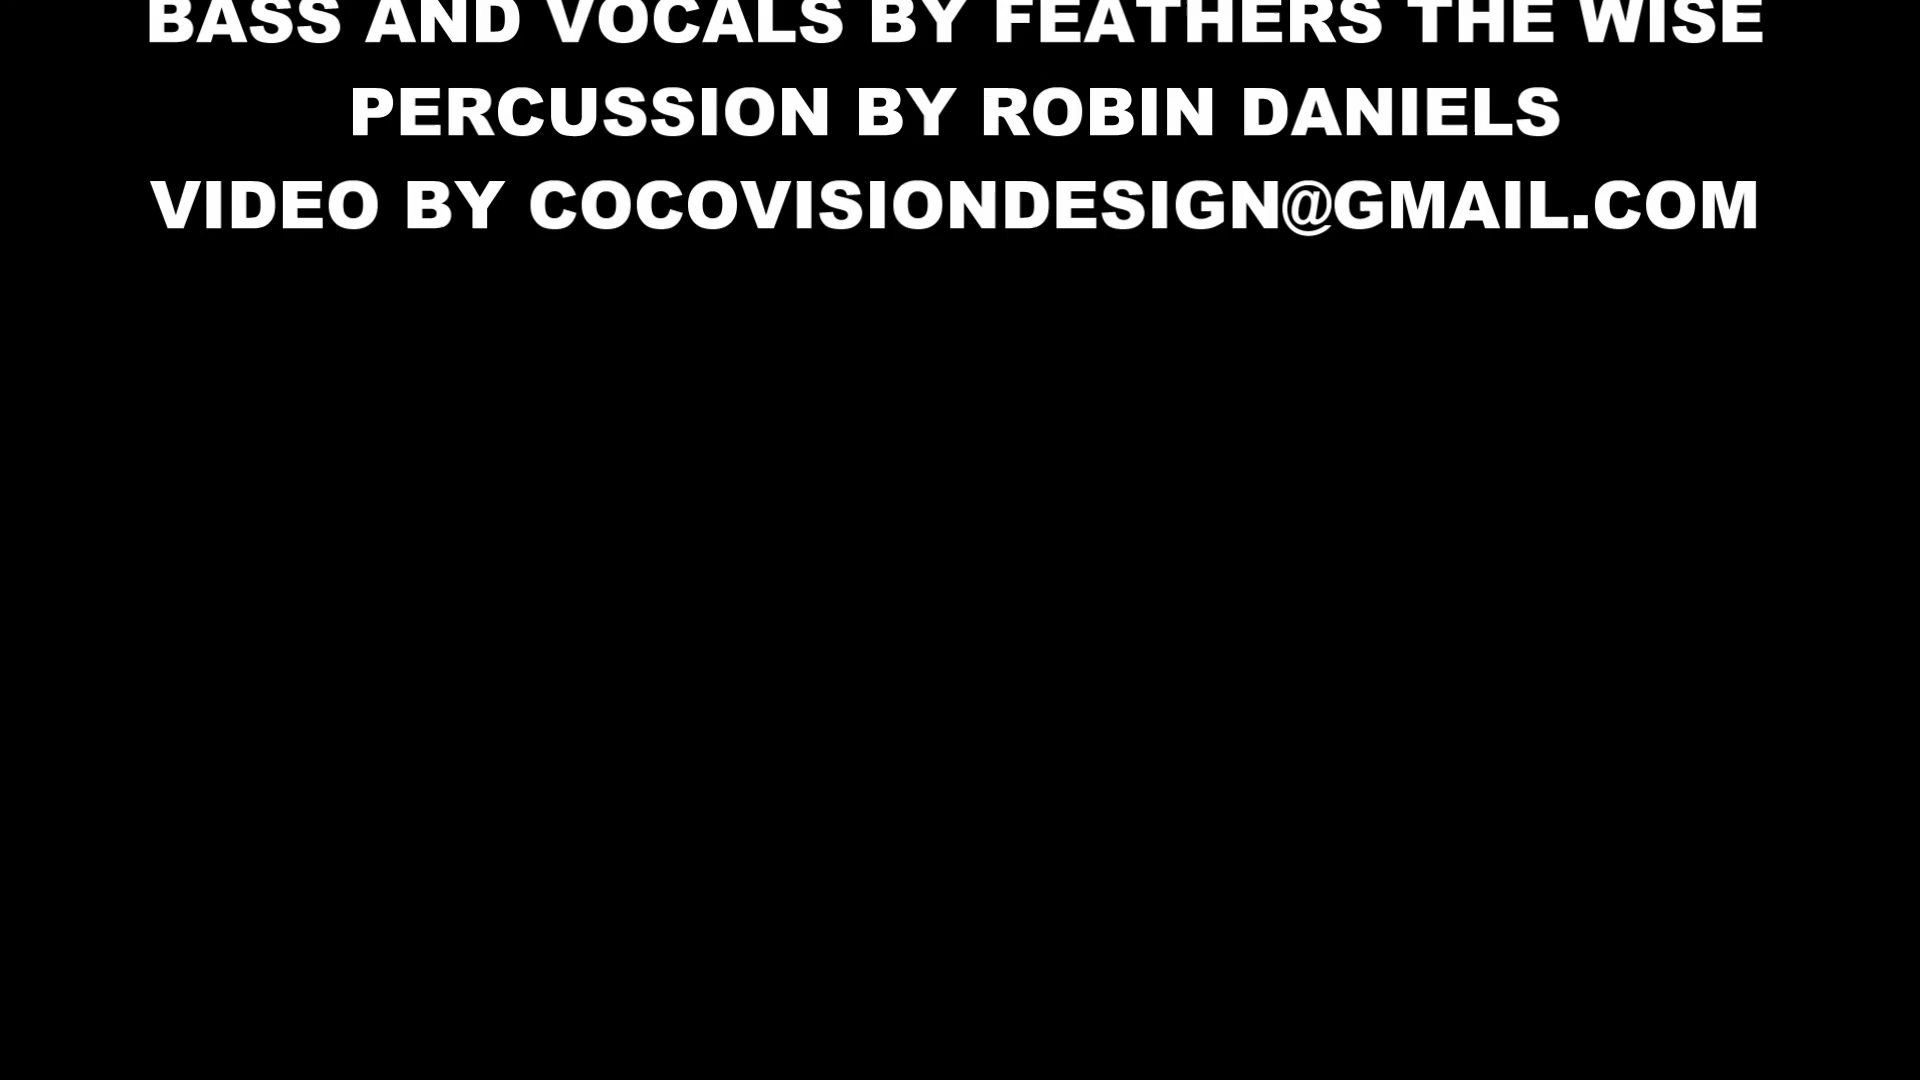 BASS AND VOCALS BY FEATHERS THE WISE
PERCUSSION BY ROBIN DANIELS
VIDEO BY COCOVISIONDESIGN@GMAIL.COM